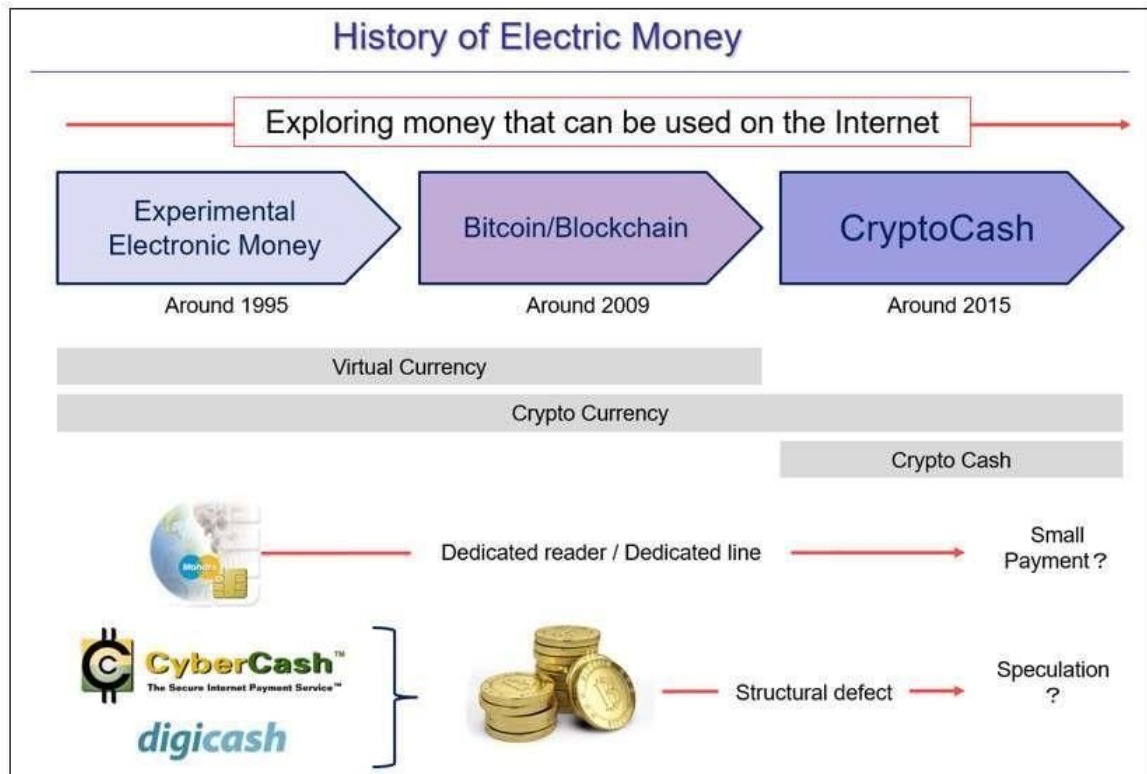 History of Electric Money
Exploring money that can be used on the Internet
Experimental
Electronic Money
Bitcoin/Blockchain
CryptoCash
Around 1995
Around 2009
Around 2015
Virtual Currency
Crypto Currency
Crypto Cash
Dedicated reader / Dedicated line
Small
Payment ?
CyberCash™
The Secure Internet Payment Service™
digicash
Structural defect
Speculation
?